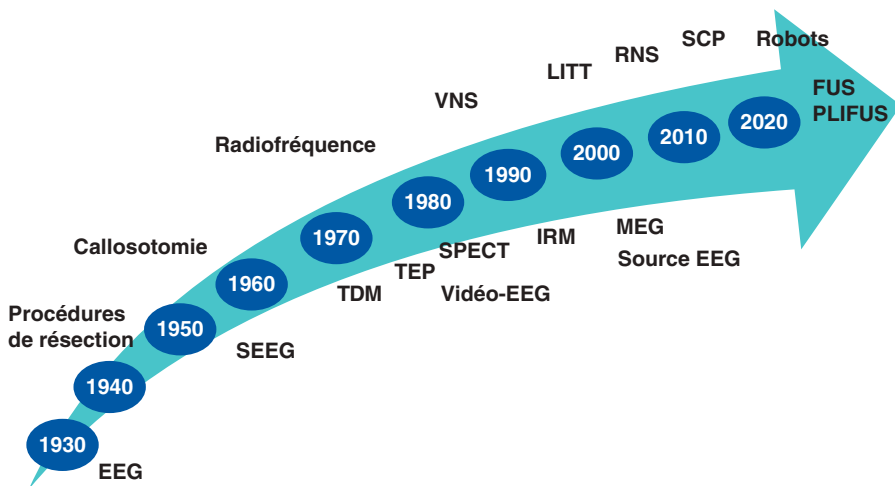 SCP
Robots
RNS
LITT
VNS
FUS
PLIFUS
Radiofréquence
2020
2010
2000
1990
1980
1970
Callosotomie
1960
MEG
IRM
SPECT
Source EEG
TEP
TDM
Vidéo-EEG
Procédures
de résection
1950
SEEG
1940
1930
EEG